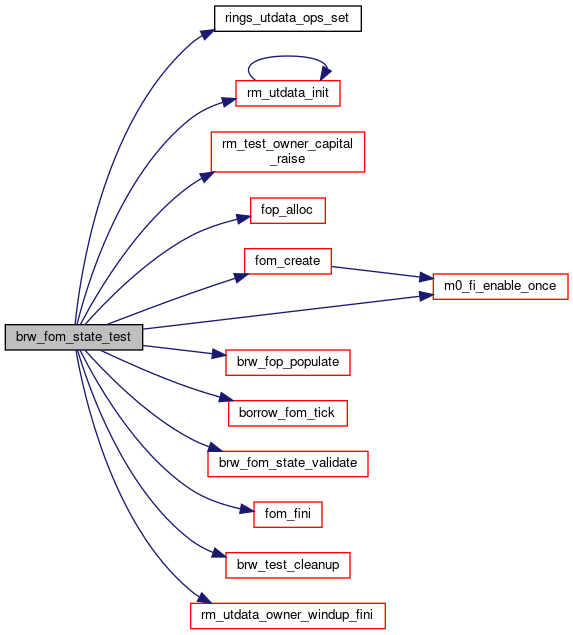 rings_utdata_ops_set
rm_utdata_init
rm_test_owner_capital
_raise
fop_alloc
fom_create
m0_fi_enable_once
brw_fom_state_test
brw_fop_populate
borrow_fom_tick
brw_fom_state_validate
fom_fini
brw_test_cleanup
rm_utdata_owner_windup_fini